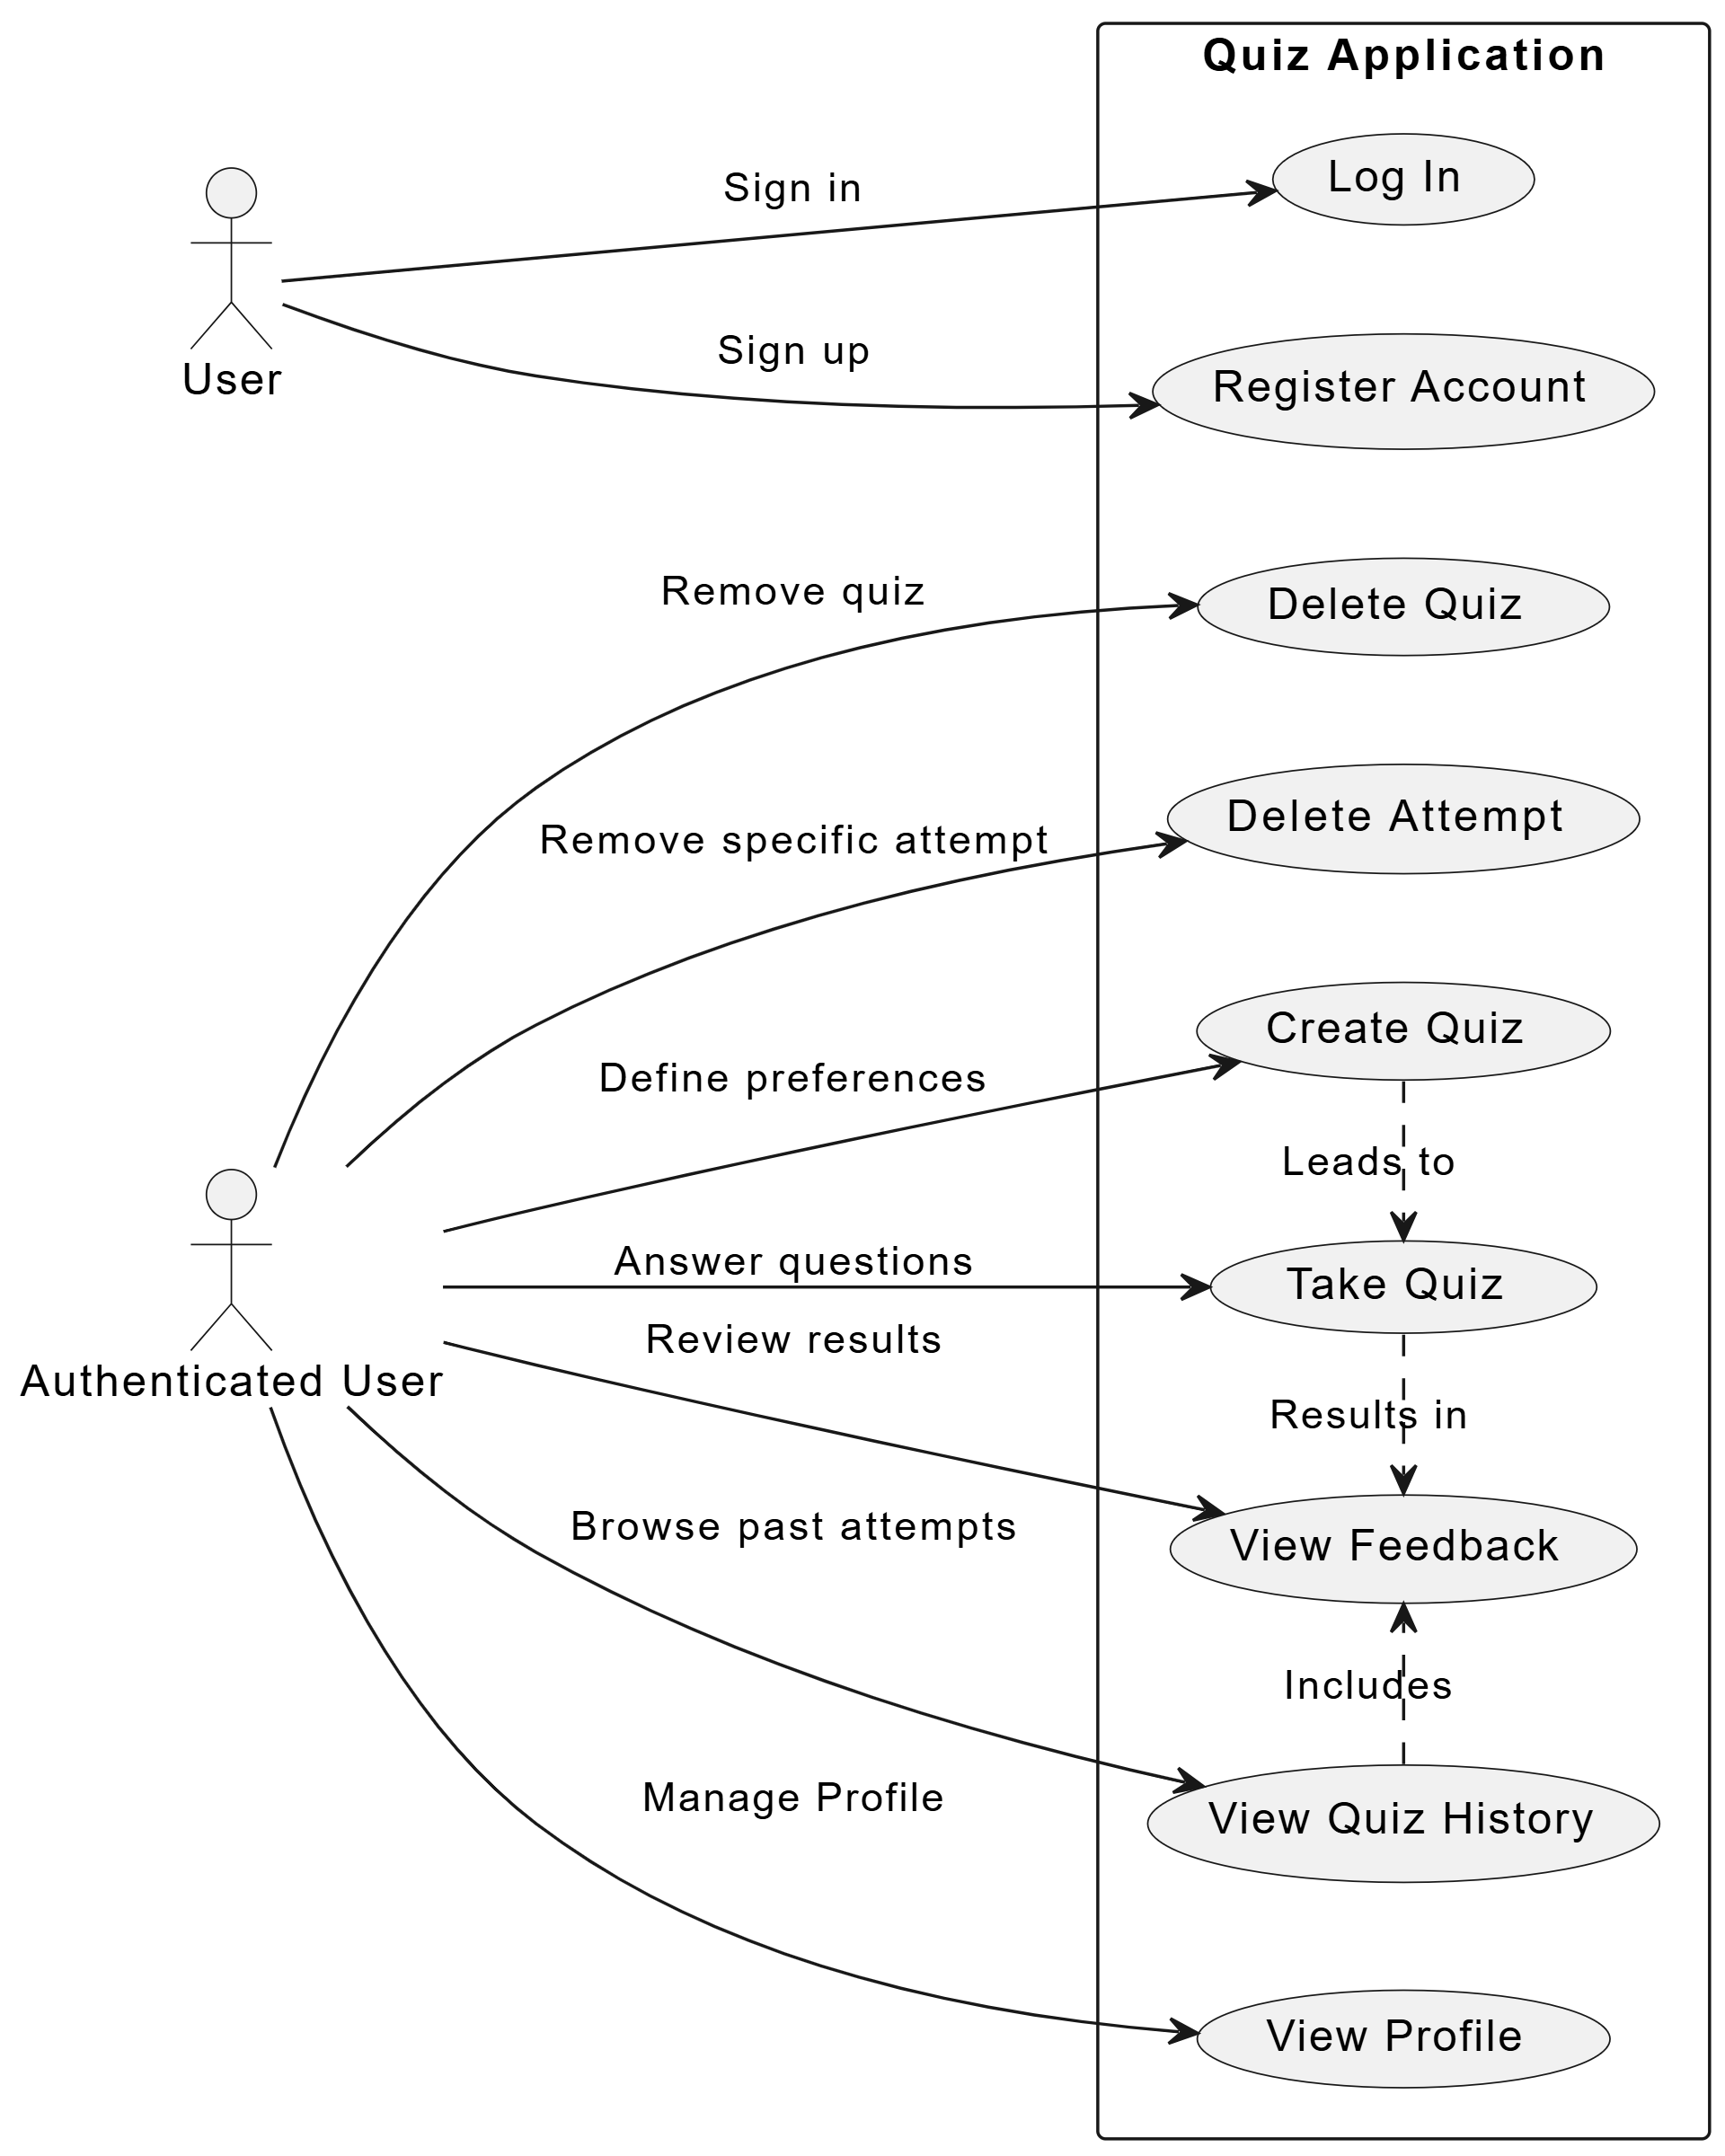 Quiz Application
Sign in
Log In
User
Sign up
Register Account
Remove quiz
Delete Quiz
Remove specific attempt
Delete Attempt
Define preferences
Create Quiz
Leads to
Answer questions
Take Quiz
Authenticated User
Review results
Results in
Browse past attempts
View Feedback
Includes
Manage Profile
View Quiz History
View Profile